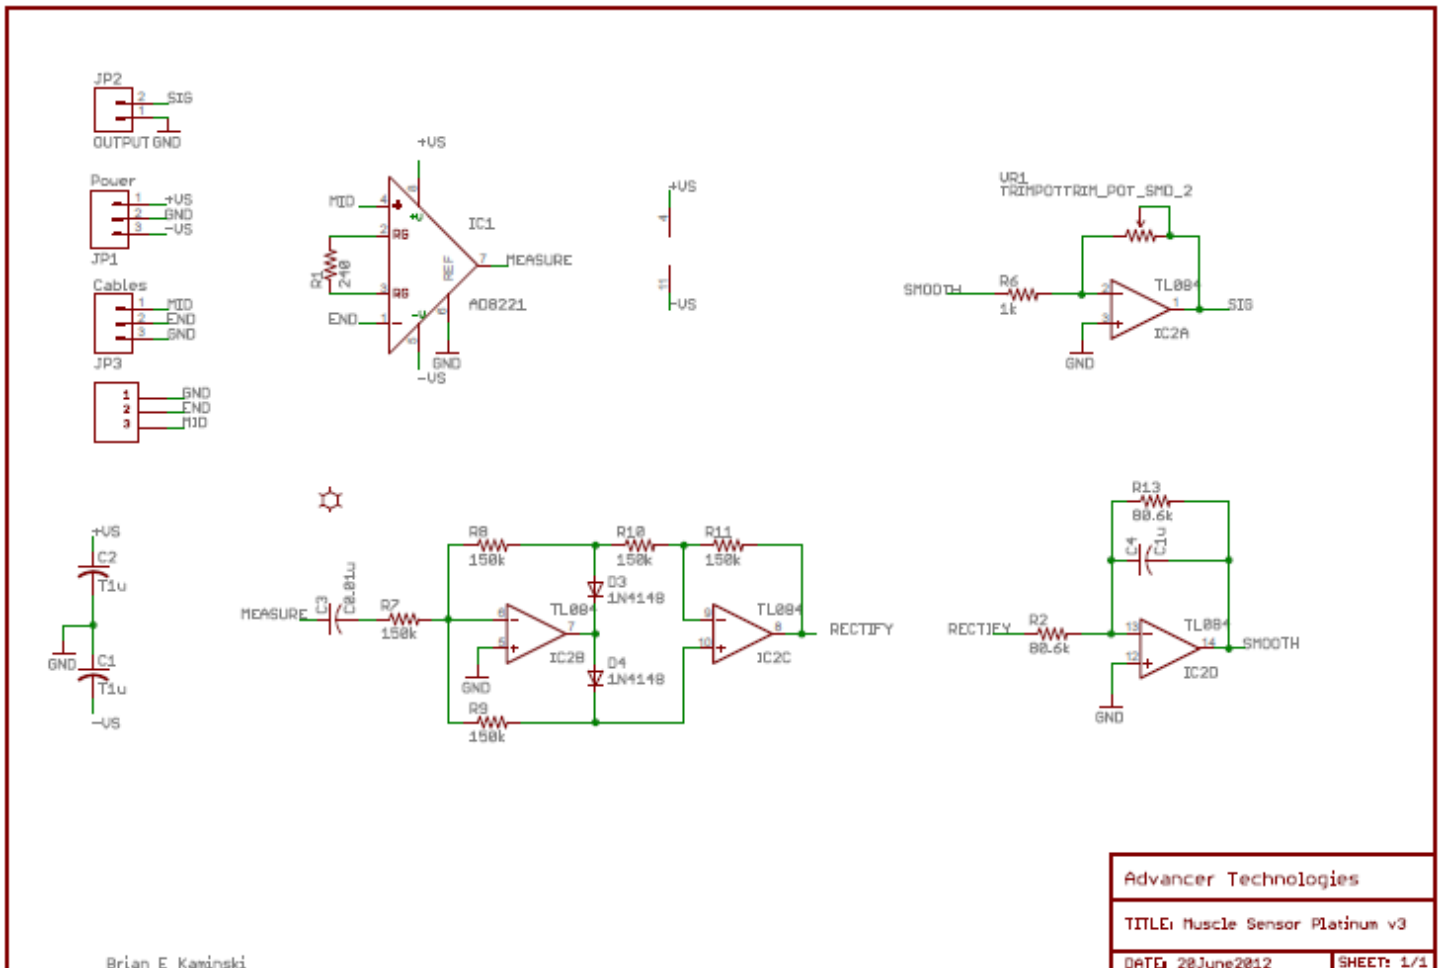 JP2
2 SIG
1
OUTPUT GND
Power
1 +VS
2 GND
3 -VS
JP1
Cables
1 MID
2 END
3 GND
JP3
1 GND
2 END
3 MID
+VS
8
MID 4 +
+V
IC1
2 RG
R1
240
REF
7 MEASURE
3 RG
AD8221
-V
END 1 -
6
5
GND
-VS
+VS
4
11
-VS
VR1
TRIMPOTTRIM_POT_SMD_2
SMOOTH
R6
1k
2
TL084
1 SIG
3
IC2A
GND
+VS
C2
T1u
GND
C1
T1u
-VS
MEASURE
C3
C0.01u
R7
150k
R8
150k
R10
150k
R11
150k
D3
1N4148
6
TL084
7
5
IC2B
GND
D4
1N4148
R9
150k
9
TL084
8
10
IC2C
RECTIFY
RECTIFY
R2
80.6k
R13
80.6k
C4
C1u
13
TL084
14
SMOOTH
12
IC2D
GND
Advancer Technologies
TITLE: Muscle Sensor Platinum v3
DATE: 20June2012
SHEET: 1/1
Brian E Kaminski